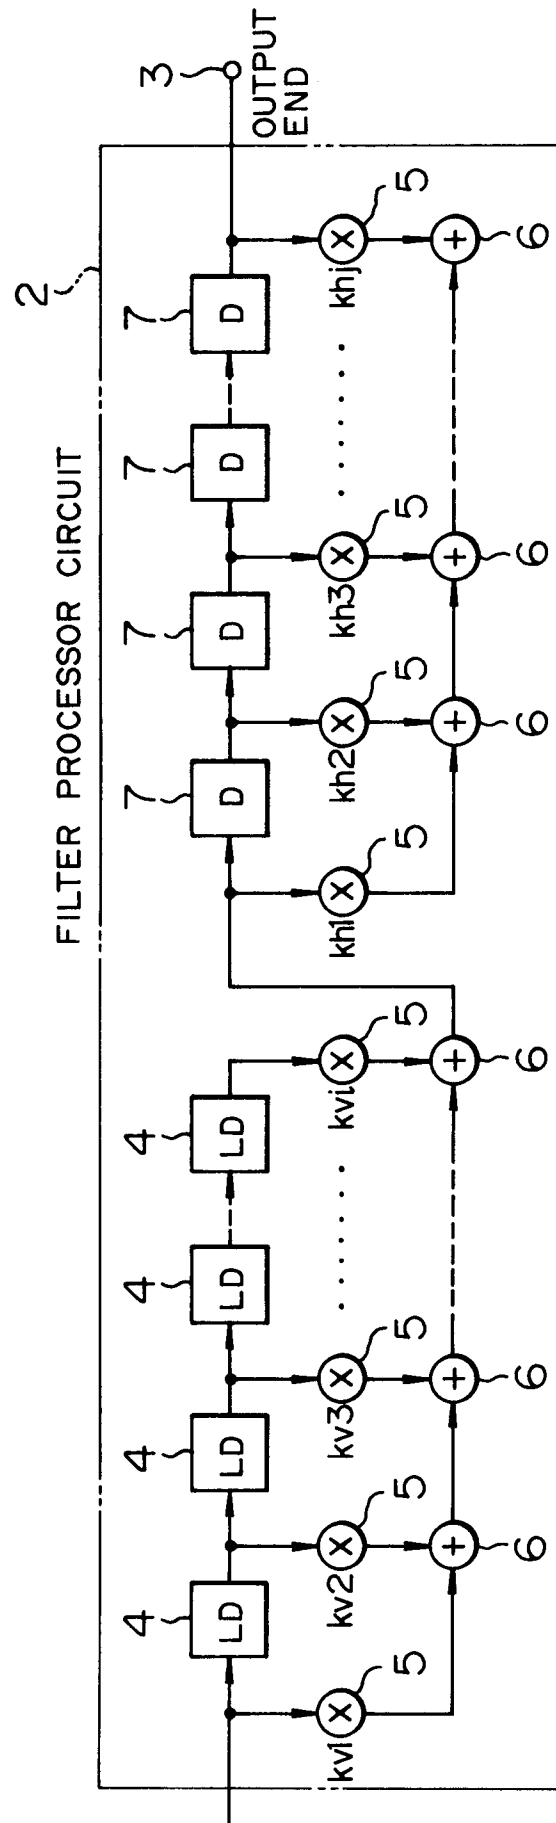 FILTER PROCESSOR CIRCUIT
2
4 4 4 4 7 7 7 7 3
LD LD LD LD D D D D
OUTPUT
END
kv1 kv2 kv3 ...... kvi kh1 kh2 kh3 ....... khj
× × × × × × × ×
5 5 5 5 5 5 5 5
+ + + + + +
6 6 6 6 6 6